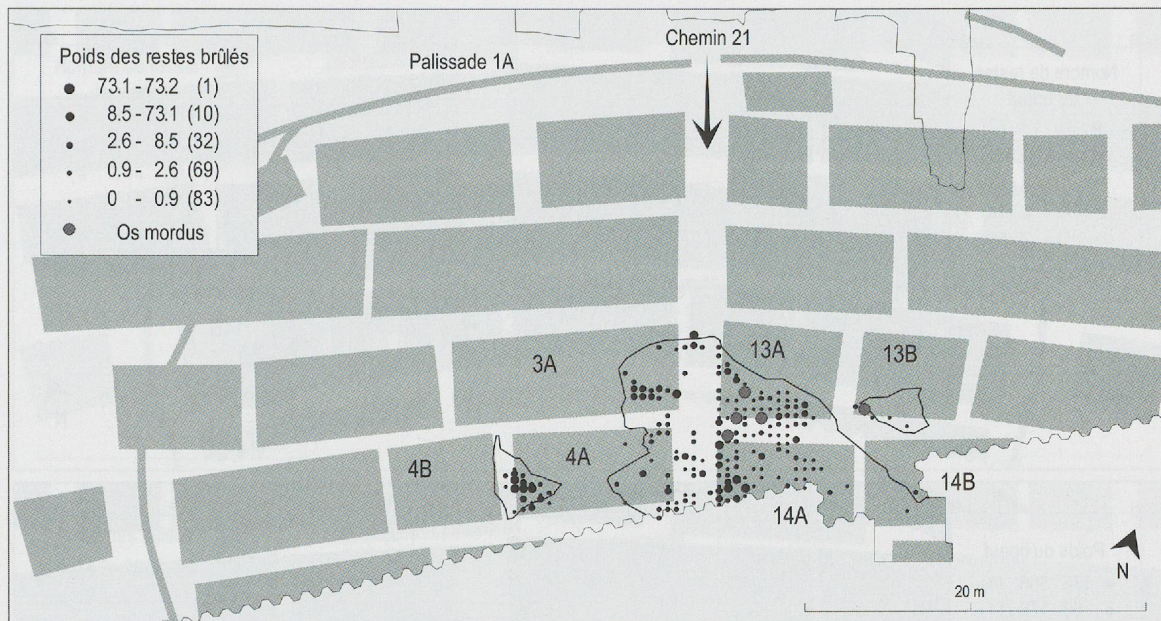 Poids des restes brûlés
73.1 - 73.2 (1)
8.5 - 73.1 (10)
2.6 - 8.5 (32)
0.9 - 2.6 (69)
0 - 0.9 (83)
Os mordus
Palissade 1A
Chemin 21
3A
13A
13B
4B
4A
14A
14B
N
20 m